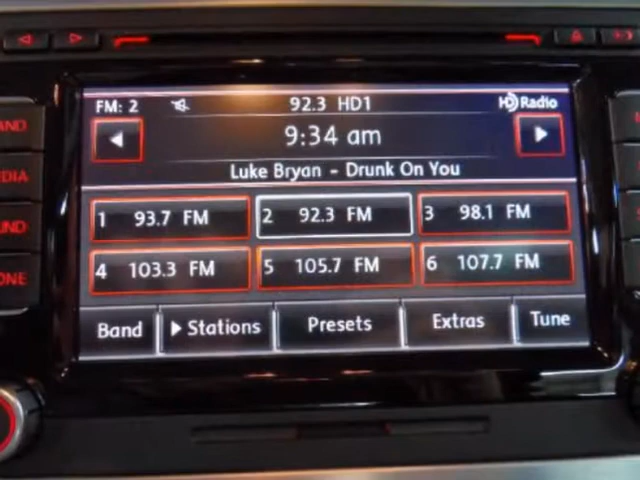 FM: 2 92.3 HD1 HD Radio
9:34 am
Luke Bryan - Drunk On You
1 93.7 FM 2 92.3 FM 3 98.1 FM
4 103.3 FM 5 105.7 FM 6 107.7 FM
Band Stations Presets Extras Tune